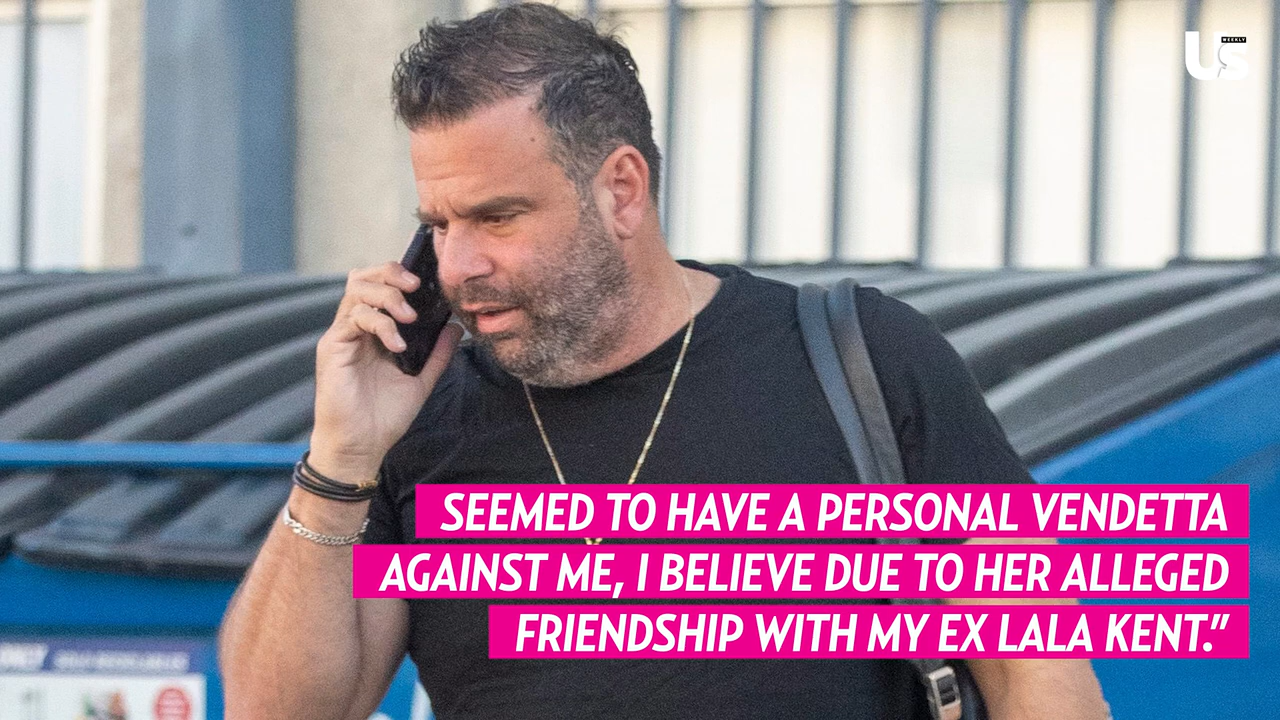 Us
WEEKLY
SEEMED TO HAVE A PERSONAL VENDETTA
AGAINST ME, I BELIEVE DUE TO HER ALLEGED
FRIENDSHIP WITH MY EX LALA KENT.”